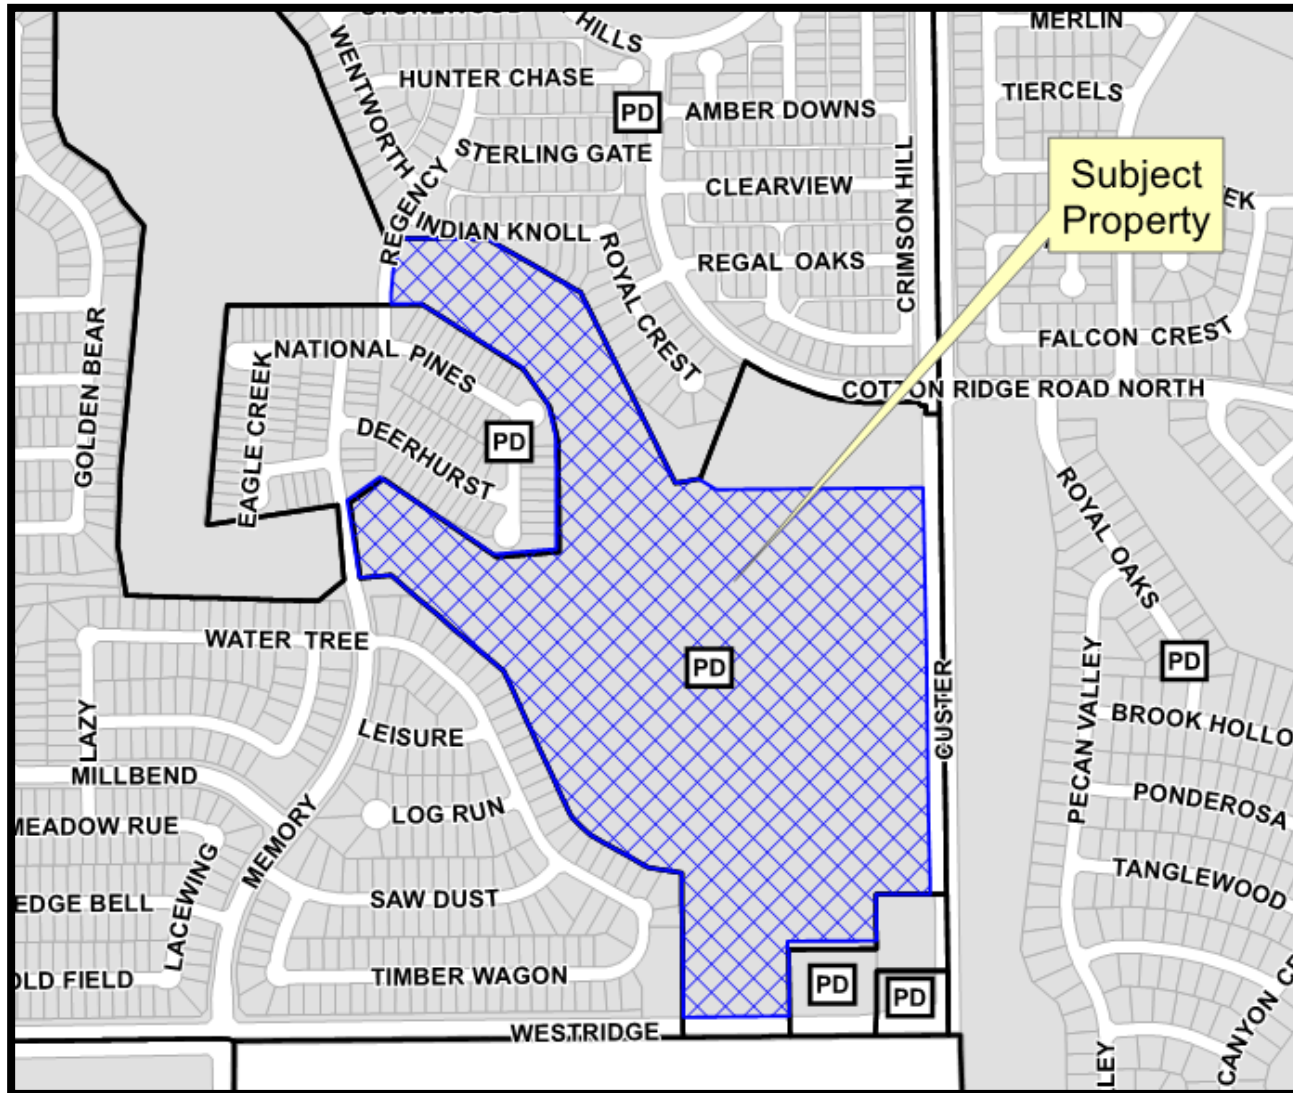 HILLS
MERLIN
WENTWORTH
HUNTER CHASE
TIERCELS
PD
AMBER DOWNS
STERLING GATE
CRIMSON HILL
Subject
Property
CLEARVIEW
REGENCY
INDIAN KNOLL
ROYAL CREST
REGAL OAKS
GOLDEN BEAR
NATIONAL PINES
FALCON CREST
EAGLE CREEK
COTTON RIDGE ROAD NORTH
DEERHURST
PD
ROYAL OAKS
WATER TREE
PD
PD
PECAN VALLEY
CUSTER
LAZY
LEISURE
BROOK HOLLO
MILLBEND
PONDEROSA
MEADOW RUE
MEMORY
LOG RUN
LACEWING
TANGLEWOOD
EDGE BELL
SAW DUST
OLD FIELD
TIMBER WAGON
PD
PD
CANYON
WESTRIDGE
LLEY